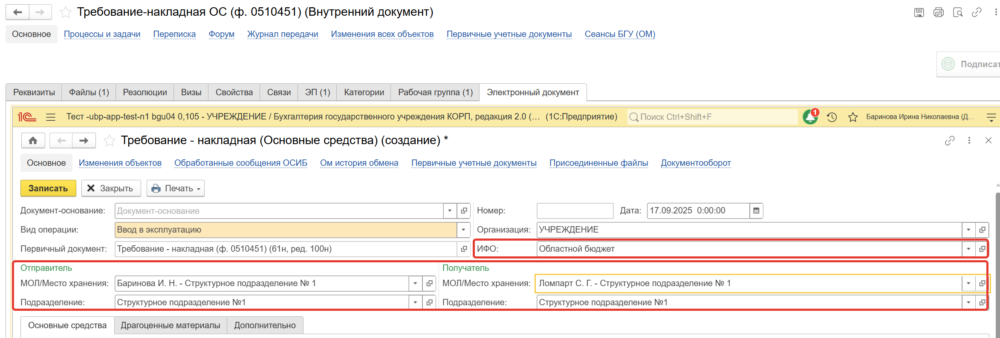 Требование-накладная ОС (ф. 0510451) (Внутренний документ)
Основное Процессы и задачи Переписка Форум Журнал передачи Изменения всех объектов Первичные учетные документы Сеансы БГУ (ОМ)
Подписат
Реквизиты Файлы (1) Резолюции Визы Свойства Связи ЭП (1) Категории Рабочая группа (1) Электронный документ
1С Тест -ubp-app-test-n1 bgu04 0,105 - УЧРЕЖДЕНИЕ / Бухгалтерия государственного учреждения КОРП, редакция 2.0 (... (1С:Предприятие) Поиск Ctrl+Shift+F 1 Баринова Ирина Николаевна (Д...
Требование - накладная (Основные средства) (создание) *
Основное Изменения объектов Обработанные сообщения ОСИБ Ом история обмена Первичные учетные документы Присоединенные файлы Документооборот
Записать Закрыть Печать
Документ-основание: Документ-основание Номер: Дата: 17.09.2025 0:00:00
Вид операции: Ввод в эксплуатацию Организация: УЧРЕЖДЕНИЕ
Первичный документ: Требование - накладная (ф. 0510451) (61н, ред. 100н) ИФО: Областной бюджет
Отправитель Получатель
МОЛ/Место хранения: Баринова И. Н. - Структурное подразделение № 1 МОЛ/Место хранения: Ломпарт С. Г. - Структурное подразделение № 1
Подразделение: Структурное подразделение №1 Подразделение: Структурное подразделение №1
Основные средства Драгоценные материалы Дополнительно